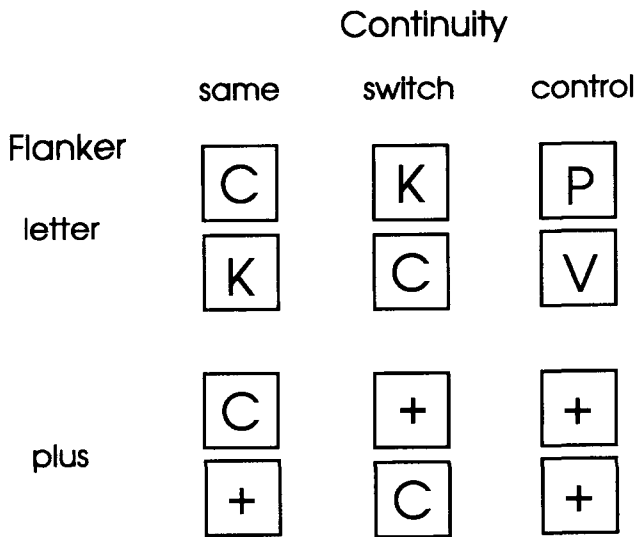 Continuity
same switch control
Flanker
C K P
letter
K C V
C + +
plus
+ C +